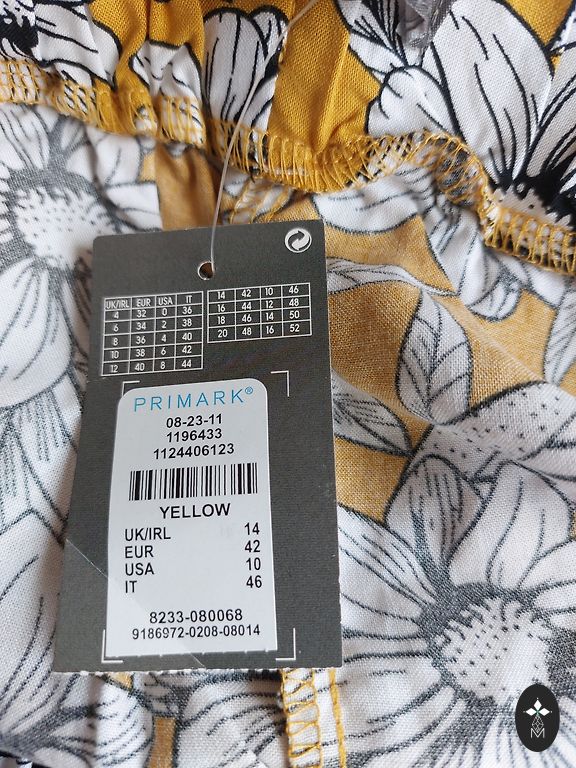 UK/IRL EUR USA IT
4 32 0 36
6 34 2 38
8 36 4 40
10 38 6 42
12 40 8 44
14 42 10 46
16 44 12 48
18 46 14 50
20 48 16 52
PRIMARK®
08-23-11
1196433
1124406123
YELLOW
UK/IRL 14
EUR 42
USA 10
IT 46
8233-080068
9186972-0208-08014
M